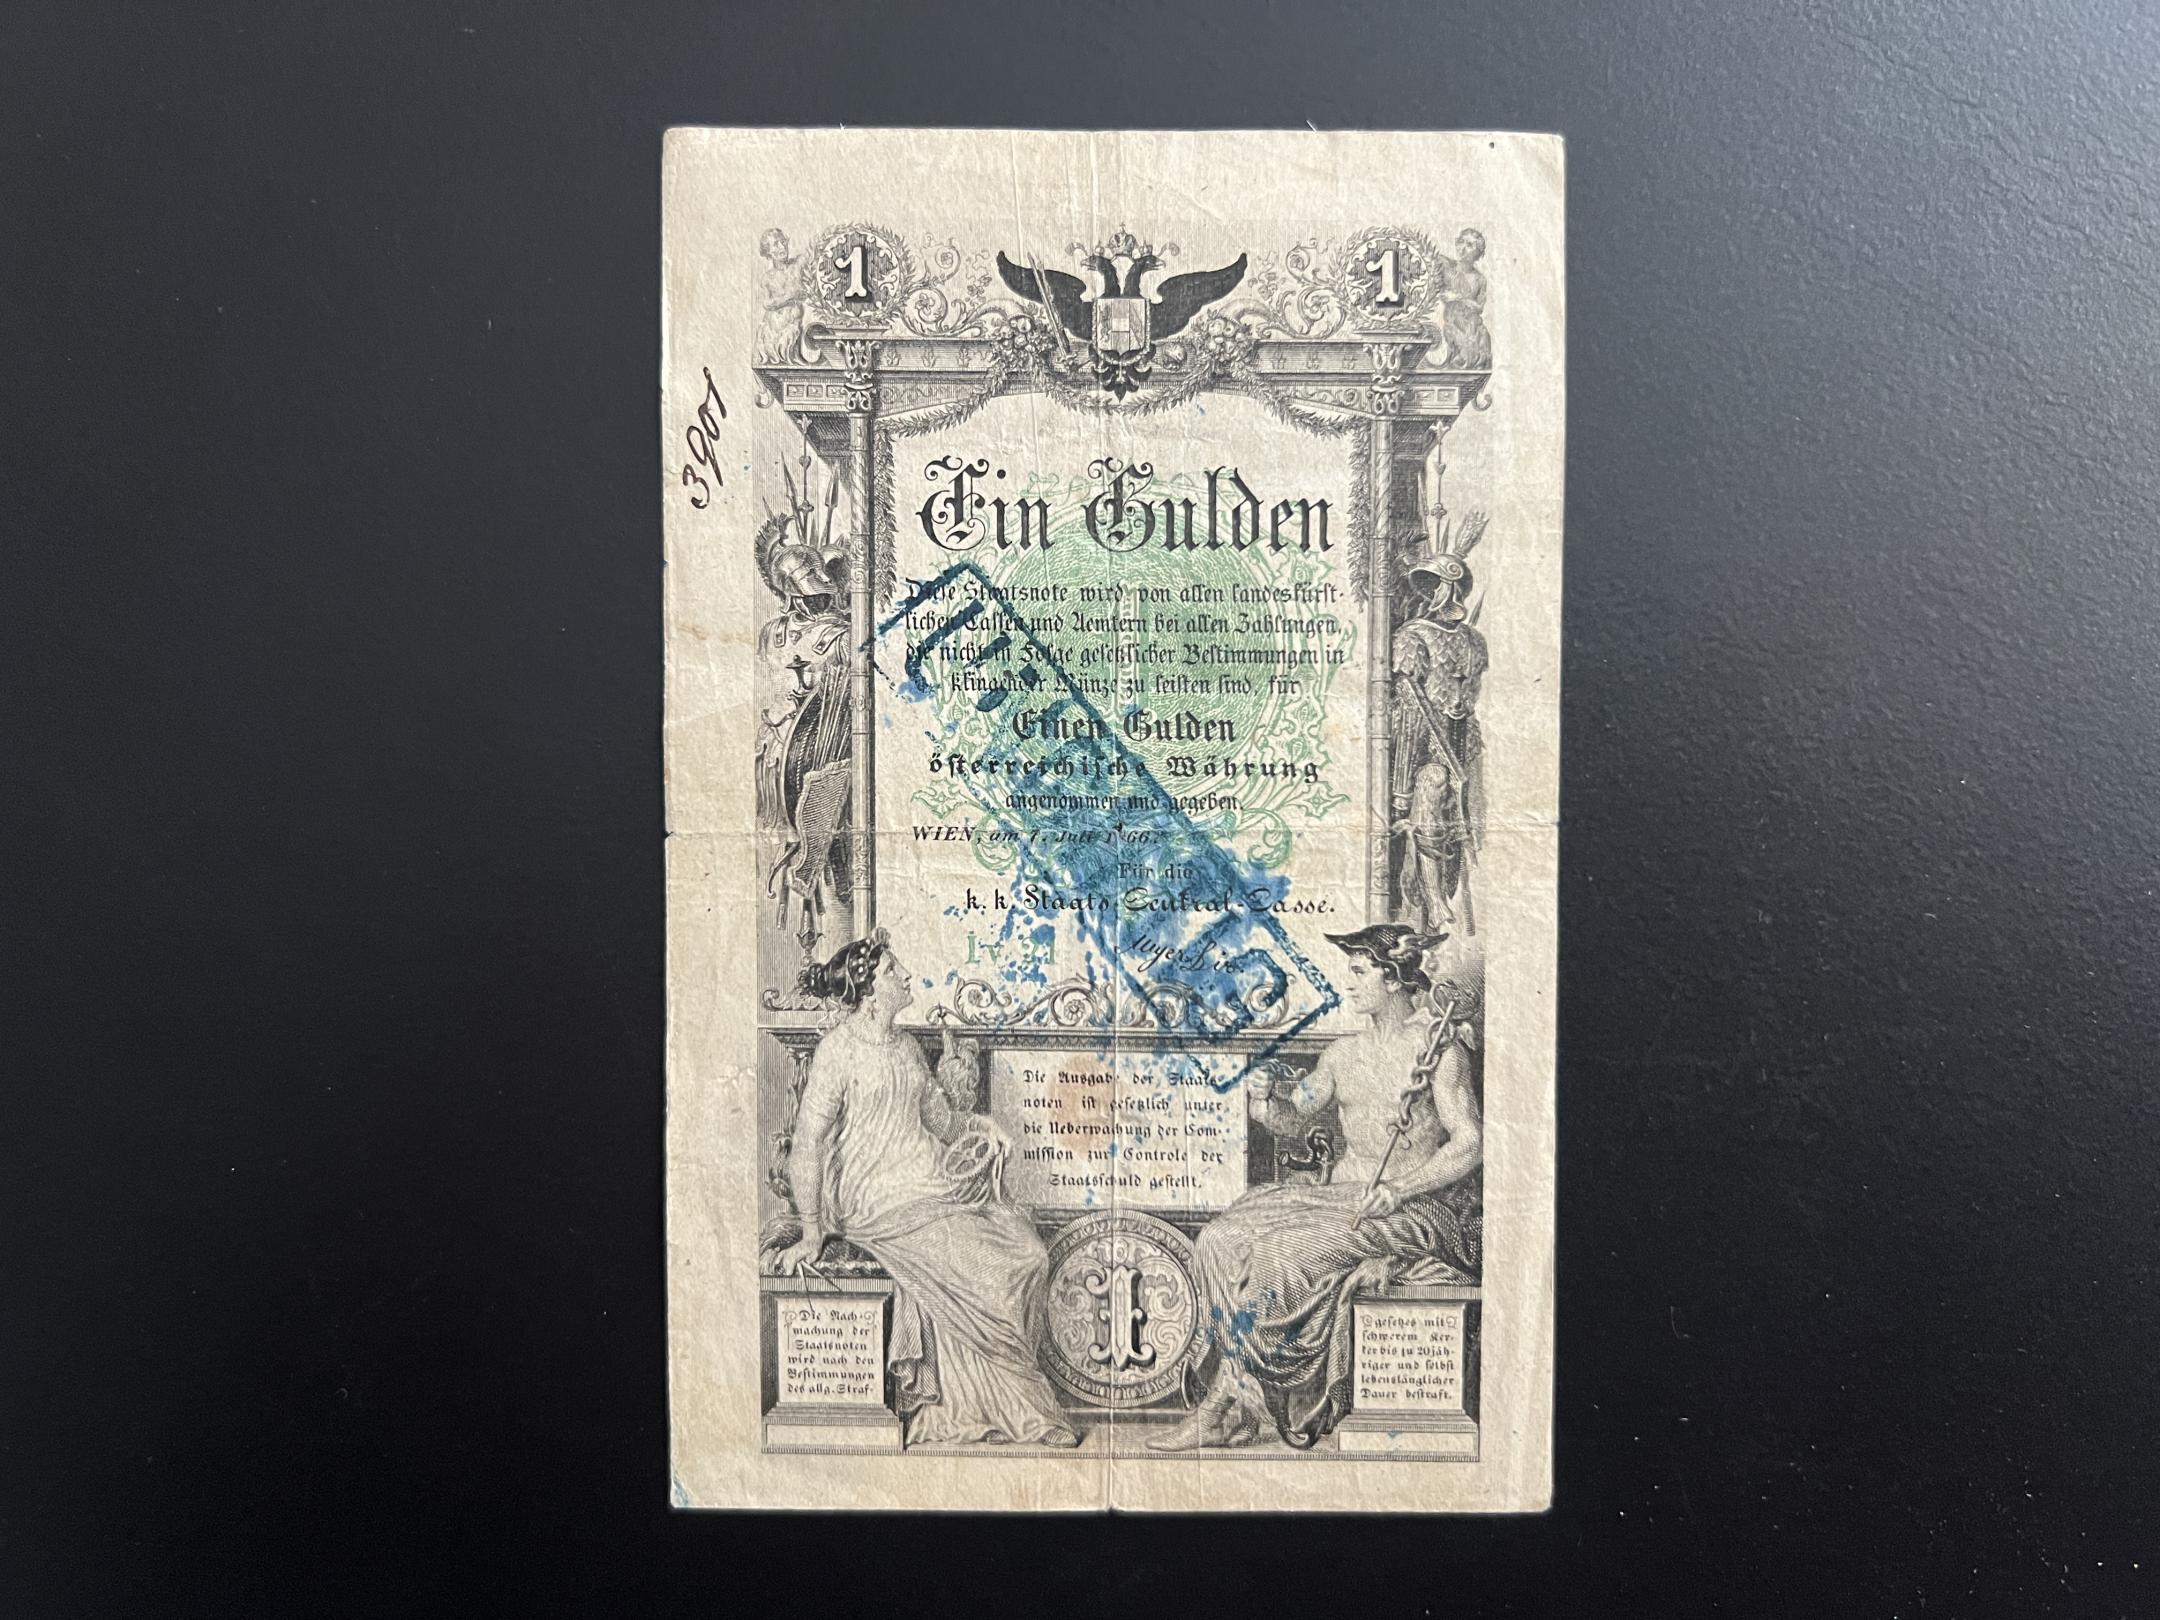 1
1
3901
Ein Gulden
Diese Staatsnote wird von allen landesfürst-
lichen Cassen und Aemtern bei allen Zahlungen,
die nicht in Folge gesetzlicher Bestimmungen in
klingender Münze zu leisten sind, für
Einen Gulden
österreichische Währung
angenommen und gegeben.
WIEN, am 7. Juli 1866.
Für die
k. k. Staats-Central-Casse.
Die Ausgabe der Staats-
noten ist gesetzlich unter
die Ueberwachung der Com-
mission zur Controle der
Staatsschuld gestellt.
1
Die Nach-
machung der
Staatsnoten
wird nach den
Bestimmungen
des allg. Straf-
gesetzes mit
schwerem Ker-
ker bis zu 20 jäh-
riger und selbst
lebenslänglicher
Dauer bestraft.